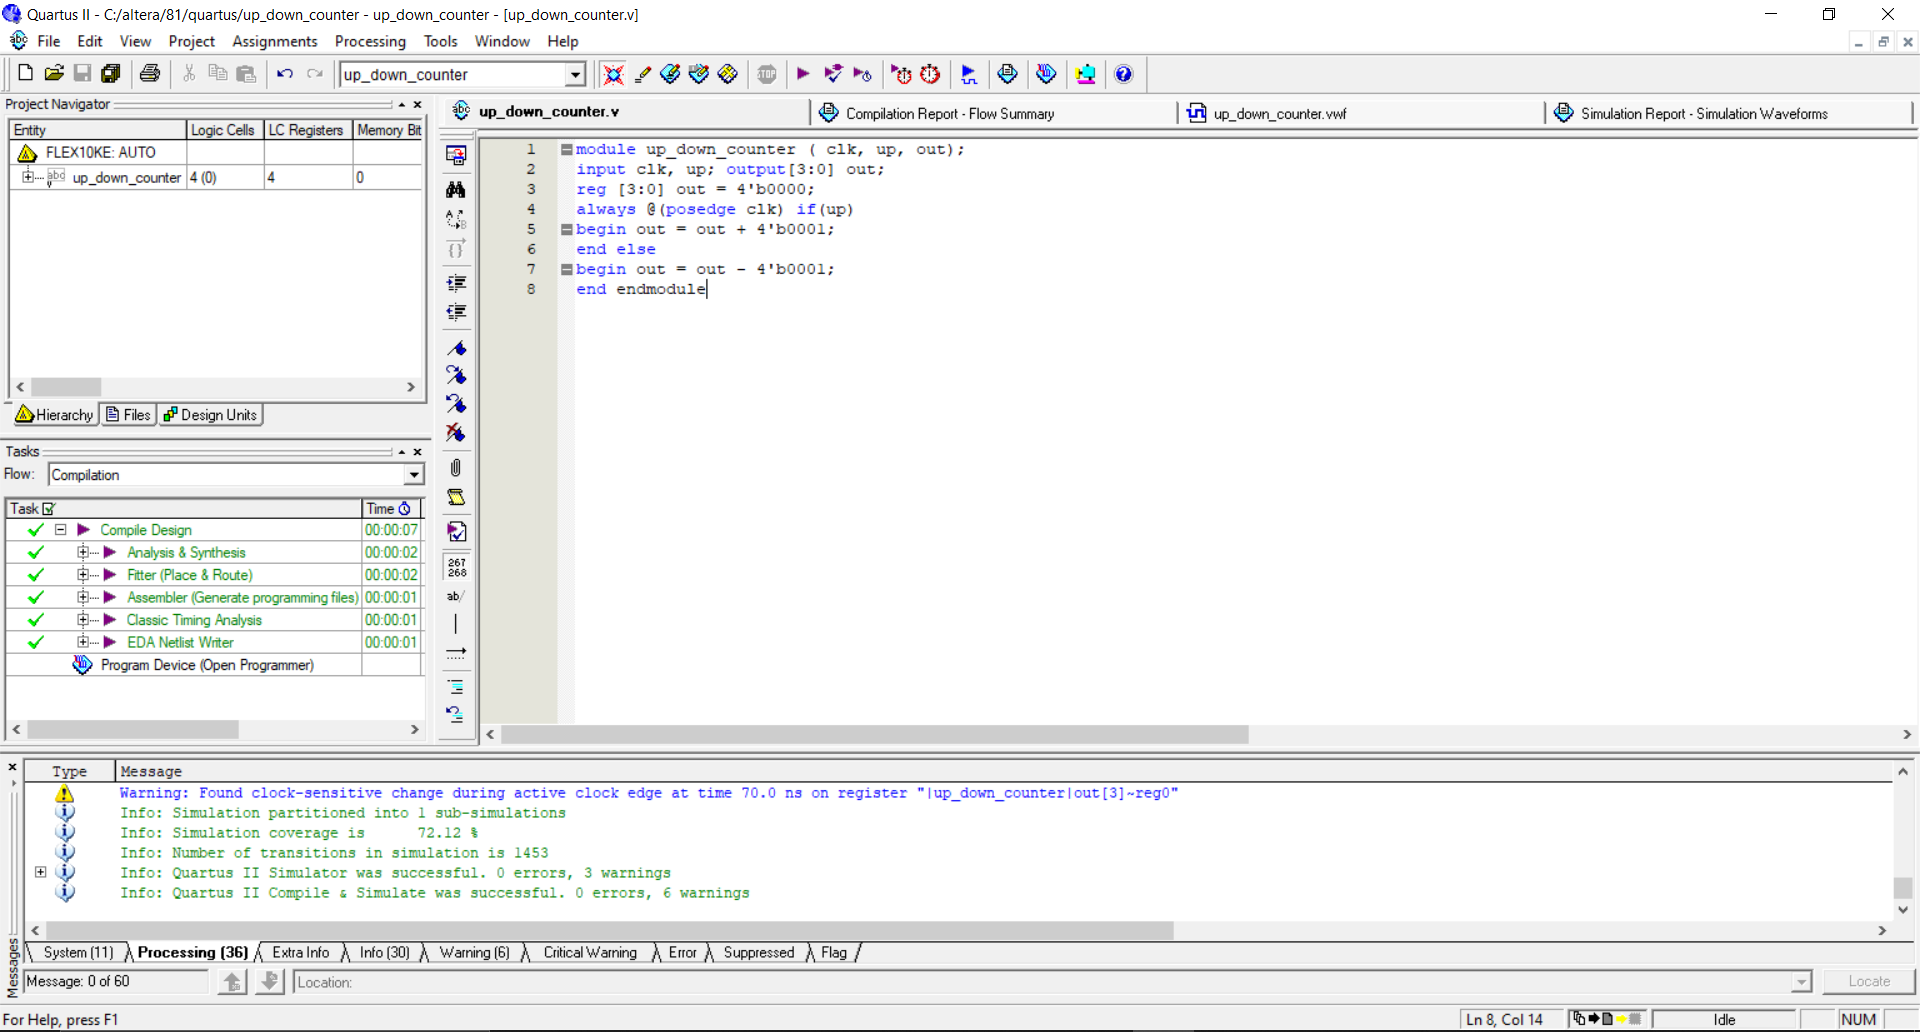 Quartus II - C:/altera/81/quartus/up_down_counter - up_down_counter - [up_down_counter.v]
File Edit View Project Assignments Processing Tools Window Help
up_down_counter
STOP
Project Navigator
Entity Logic Cells LC Registers Memory Bit
FLEX10KE: AUTO
up_down_counter 4 (0) 4 0
Hierarchy Files Design Units
Tasks
Flow: Compilation
Task Time
Compile Design 00:00:07
Analysis & Synthesis 00:00:02
Fitter (Place & Route) 00:00:02
Assembler (Generate programming files) 00:00:01
Classic Timing Analysis 00:00:01
EDA Netlist Writer 00:00:01
Program Device (Open Programmer)
up_down_counter.v Compilation Report - Flow Summary up_down_counter.vwf Simulation Report - Simulation Waveforms
267
268
ab/
1 module up_down_counter ( clk, up, out);
2 input clk, up; output[3:0] out;
3 reg [3:0] out = 4'b0000;
4 always @(posedge clk) if(up)
5 begin out = out + 4'b0001;
6 end else
7 begin out = out - 4'b0001;
8 end endmodule
Type Message
Warning: Found clock-sensitive change during active clock edge at time 70.0 ns on register "|up_down_counter|out[3]~reg0"
Info: Simulation partitioned into 1 sub-simulations
Info: Simulation coverage is 72.12 %
Info: Number of transitions in simulation is 1453
Info: Quartus II Simulator was successful. 0 errors, 3 warnings
Info: Quartus II Compile & Simulate was successful. 0 errors, 6 warnings
System (11) Processing (36) Extra Info Info (30) Warning (6) Critical Warning Error Suppressed Flag
Messages
Message: 0 of 60 Location: Locate
For Help, press F1 Ln 8, Col 14 Idle NUM